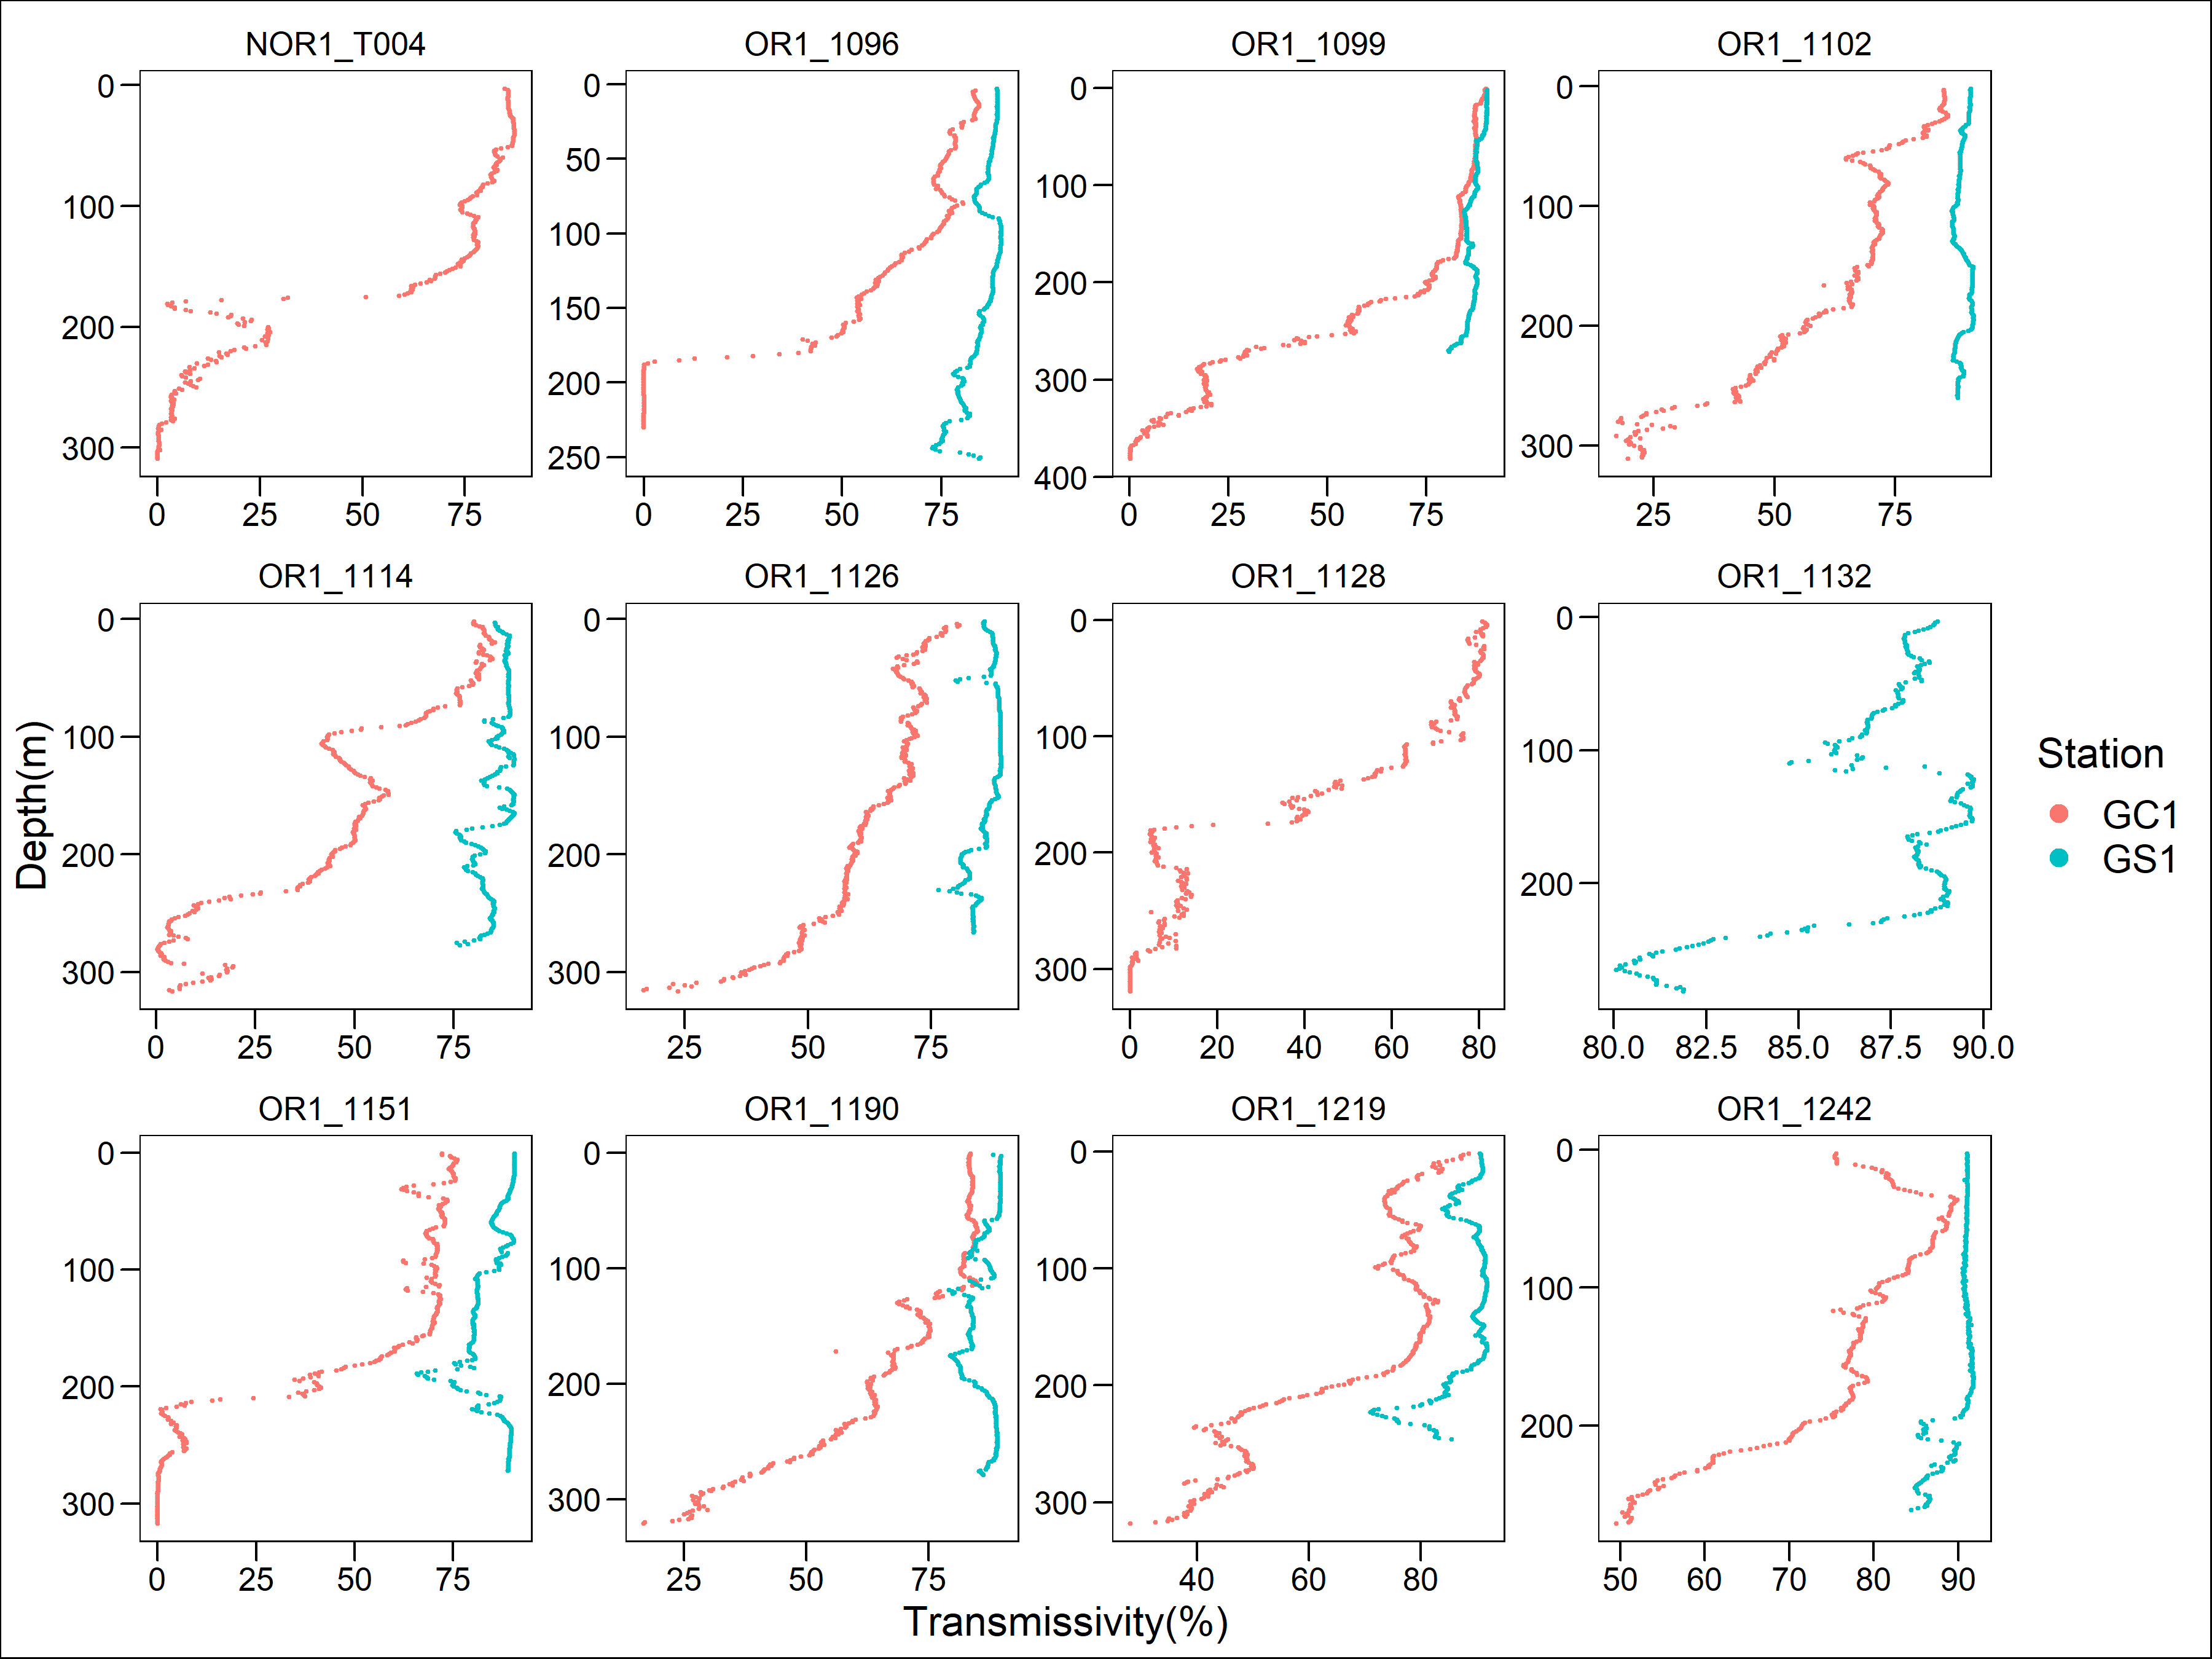 NOR1_T004 OR1_1096 OR1_1099 OR1_1102
0 0 0 0
50
100 100 100 100
150
200 200 200 200
250
300 300 300
400
0 25 50 75 0 25 50 75 0 25 50 75 25 50 75
OR1_1114 OR1_1126 OR1_1128 OR1_1132
0 0 0 0
100 100 100 100
200 200 200 200
300 300 300
0 25 50 75 25 50 75 0 20 40 60 80 80.0 82.5 85.0 87.5 90.0
OR1_1151 OR1_1190 OR1_1219 OR1_1242
0 0 0 0
100 100 100 100
200 200 200 200
300 300 300
0 25 50 75 25 50 75 40 60 80 50 60 70 80 90
Depth(m)
Transmissivity(%)
Station
GC1
GS1